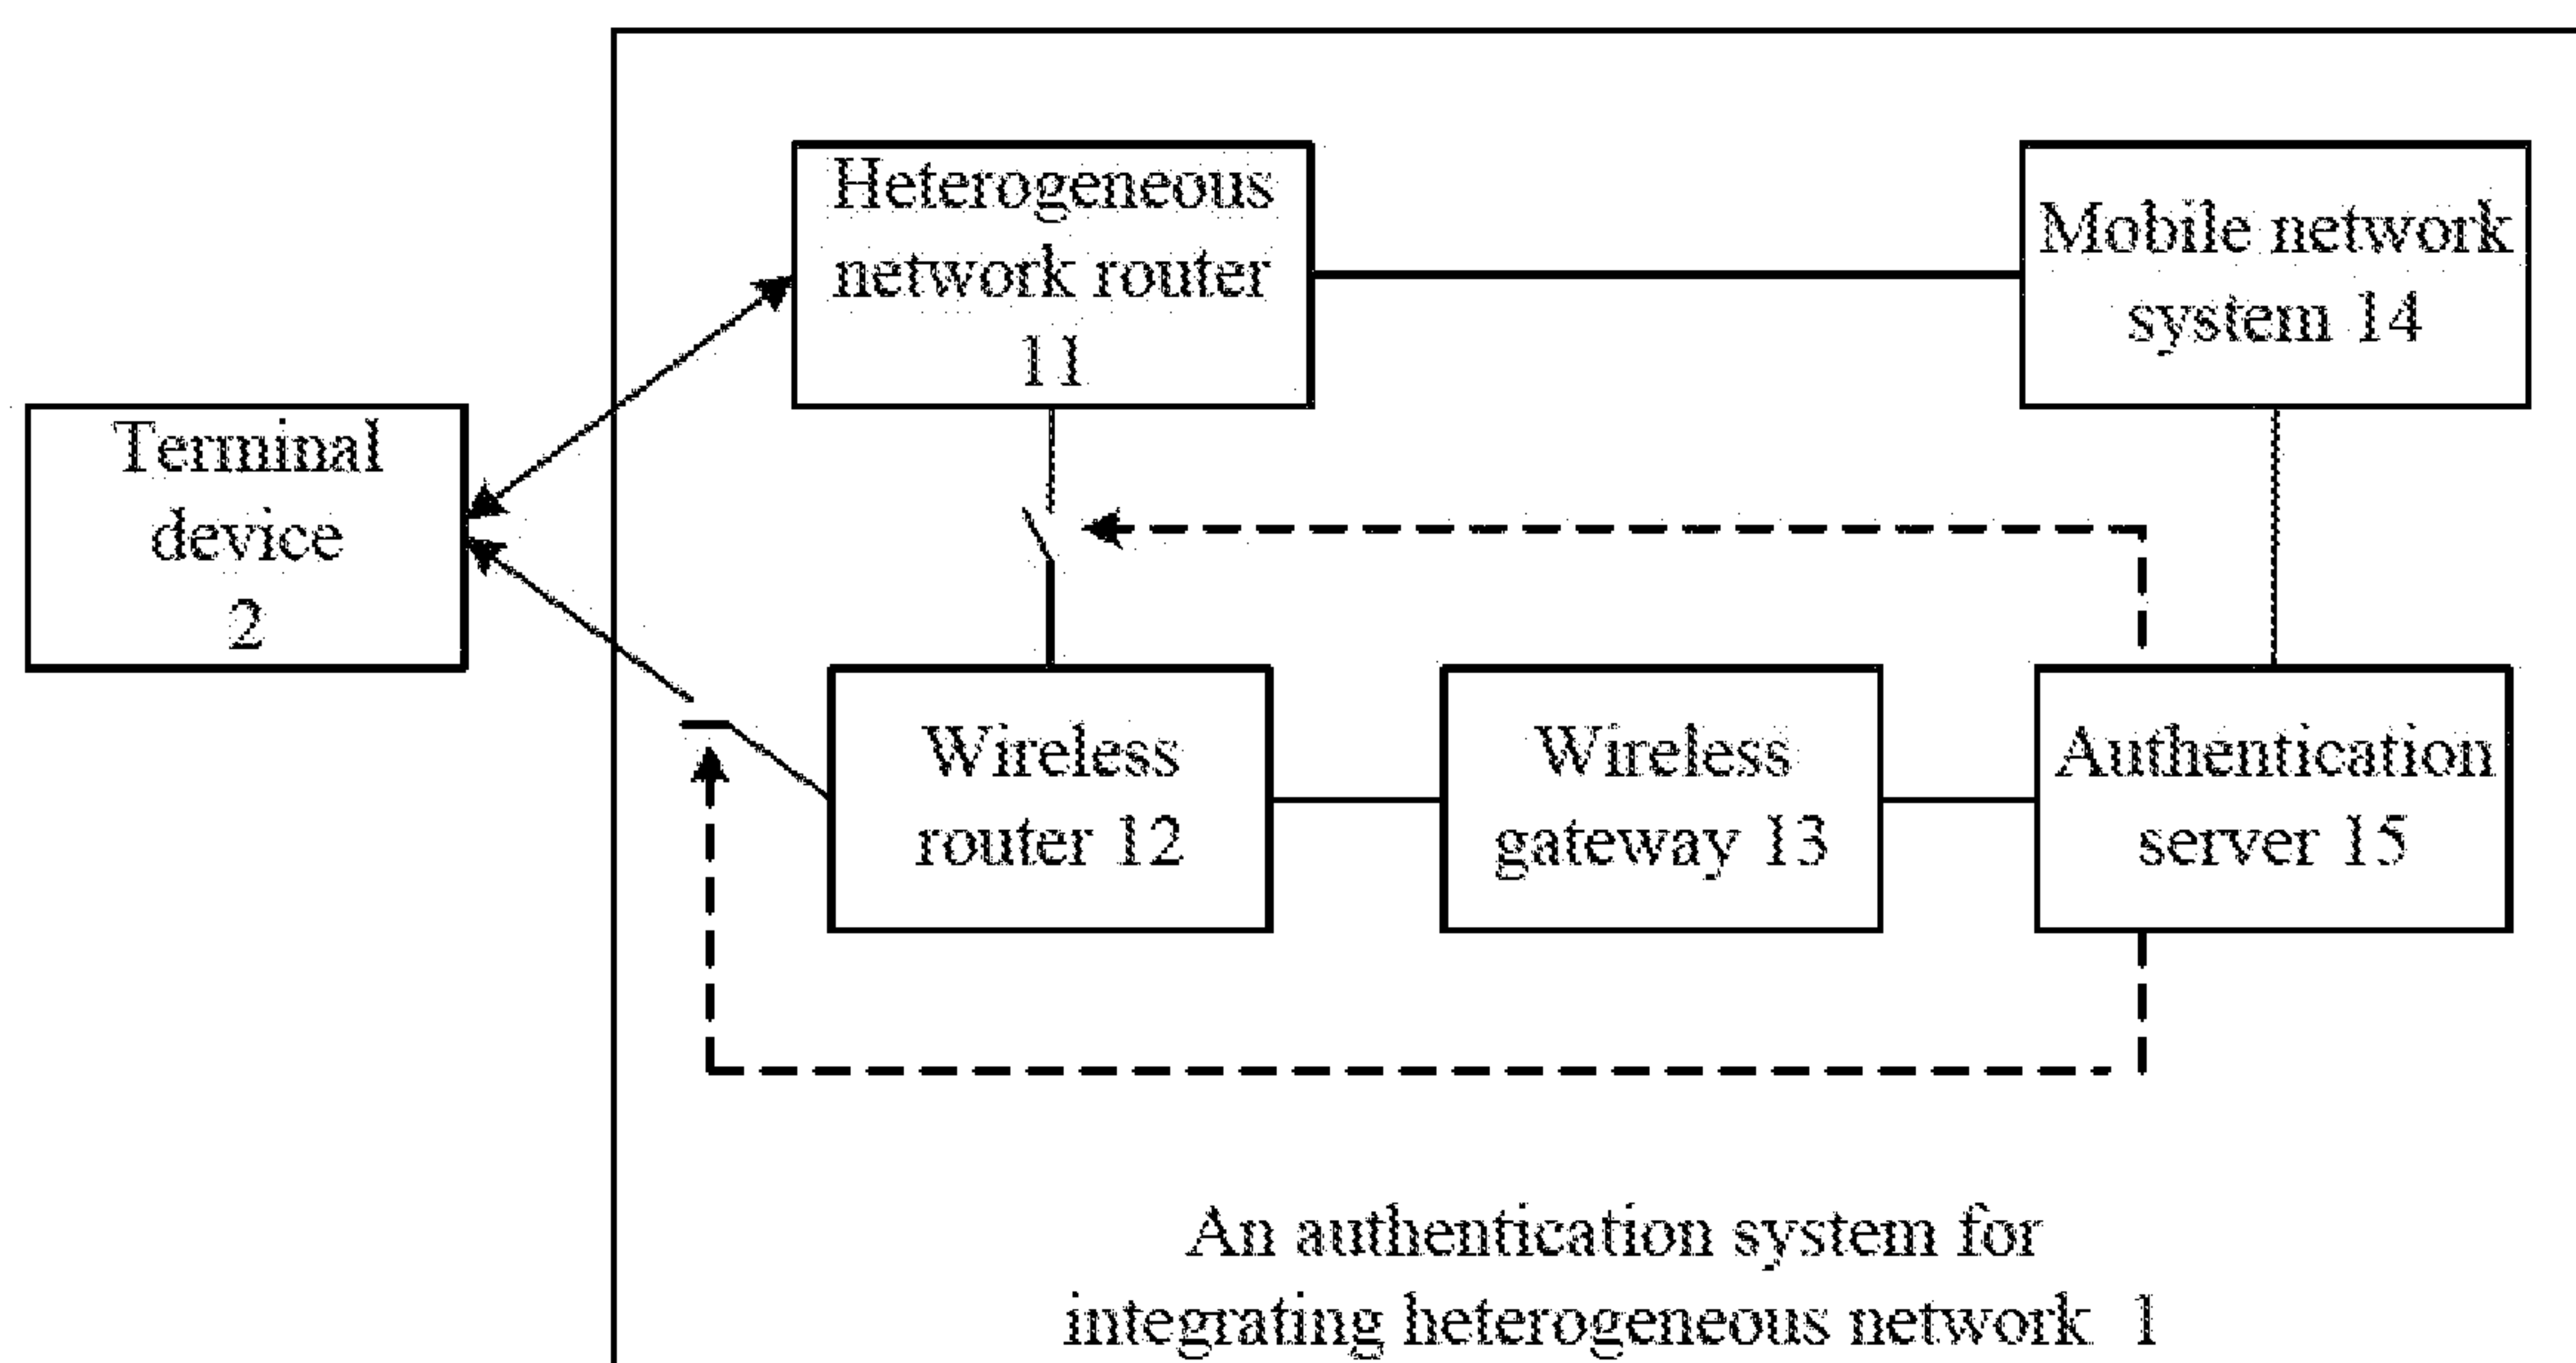 Heterogeneous
network router
11
Mobile network
system 14
Terminal
device
2
Wireless
router 12
Wireless
gateway 13
Authentication
server 15
An authentication system for
integrating heterogeneous network 1